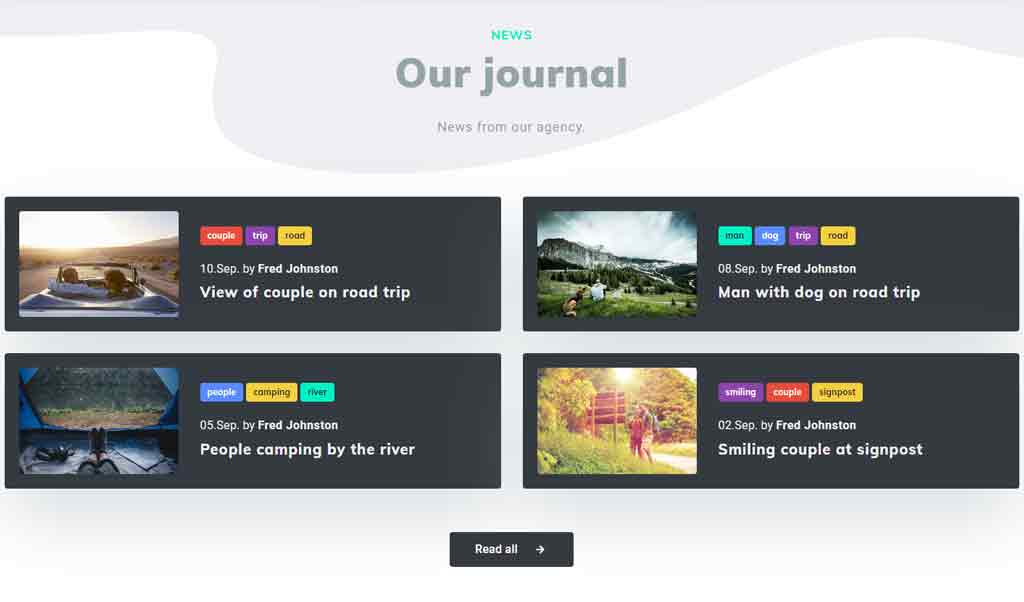 NEWS
Our journal
News from our agency.
couple trip road
10.Sep. by Fred Johnston
View of couple on road trip
man dog trip road
08.Sep. by Fred Johnston
Man with dog on road trip
people camping river
05.Sep. by Fred Johnston
People camping by the river
smiling couple signpost
02.Sep. by Fred Johnston
Smiling couple at signpost
Read all →